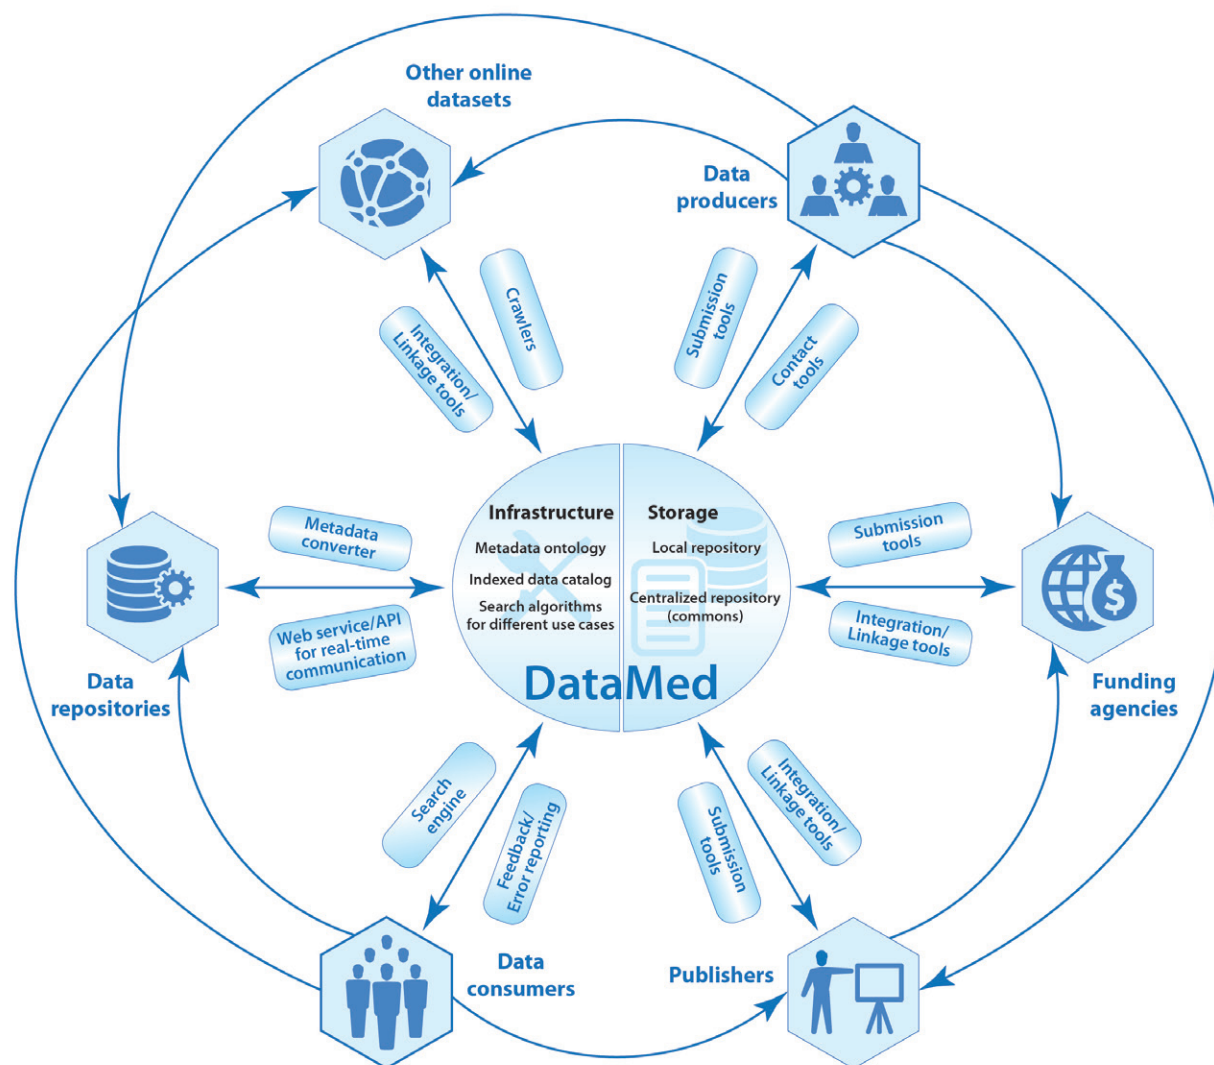 Other online
datasets
Data
producers
Crawlers
Integration/
Linkage tools
Submission
tools
Contact
tools
Infrastructure
Metadata ontology
Indexed data catalog
Search algorithms
for different use cases
Storage
Local repository
Centralized repository
(commons)
DataMed
Metadata
converter
Web service/API
for real-time
communication
Data
repositories
Submission
tools
Integration/
Linkage tools
$
Funding
agencies
Search
engine
Feedback/
Error reporting
Integration/
Linkage tools
Submission
tools
Data
consumers
Publishers